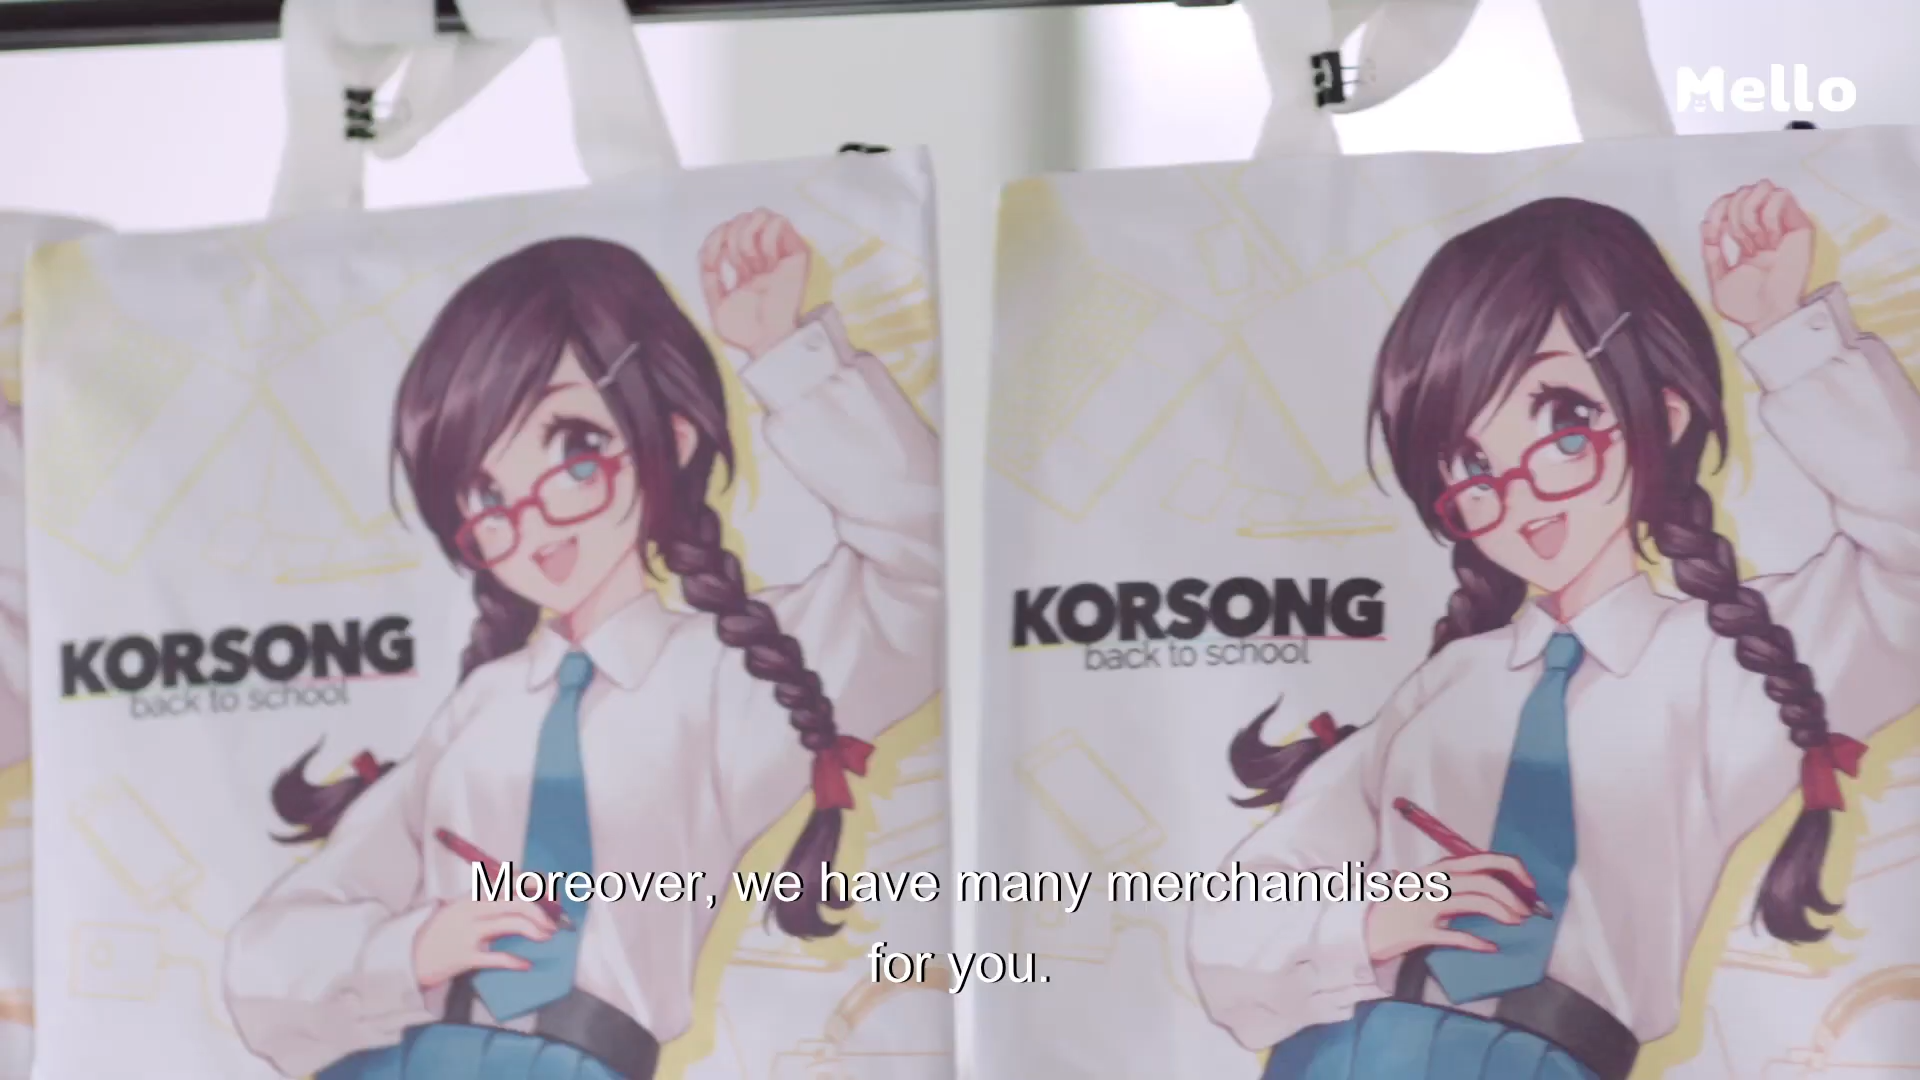 Mello
KORSONG
back to school
KORSONG
back to school
Moreover, we have many merchandises
for you.